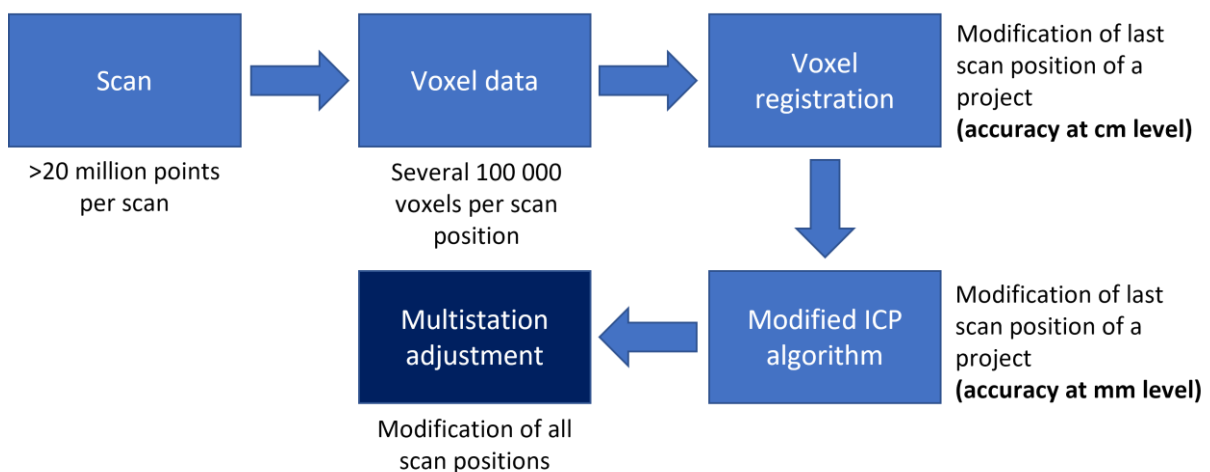 Scan
>20 million points
per scan
Voxel data
Several 100 000
voxels per scan
position
Voxel
registration
Modification of last
scan position of a
project
(accuracy at cm level)
Modified ICP
algorithm
Modification of last
scan position of a
project
(accuracy at mm level)
Multistation
adjustment
Modification of all
scan positions